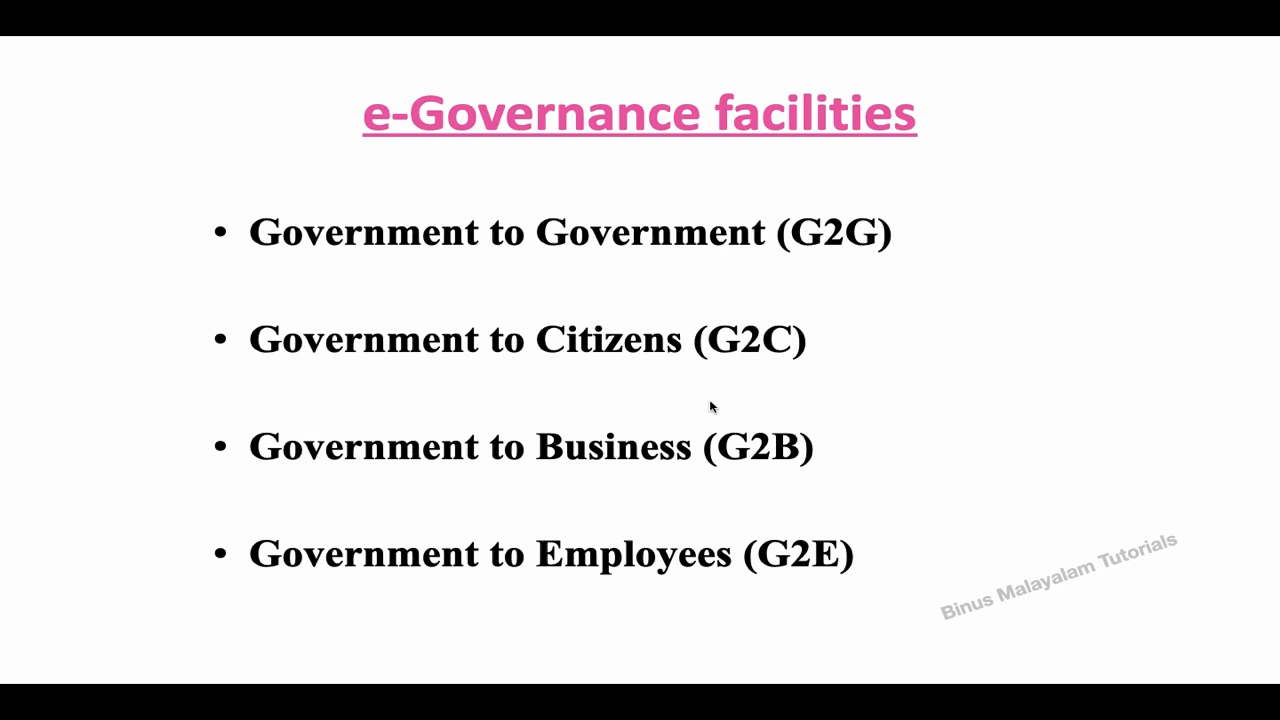 e-Governance facilities
• Government to Government (G2G)
• Government to Citizens (G2C)
• Government to Business (G2B)
• Government to Employees (G2E)
Binus Malayalam Tutorials